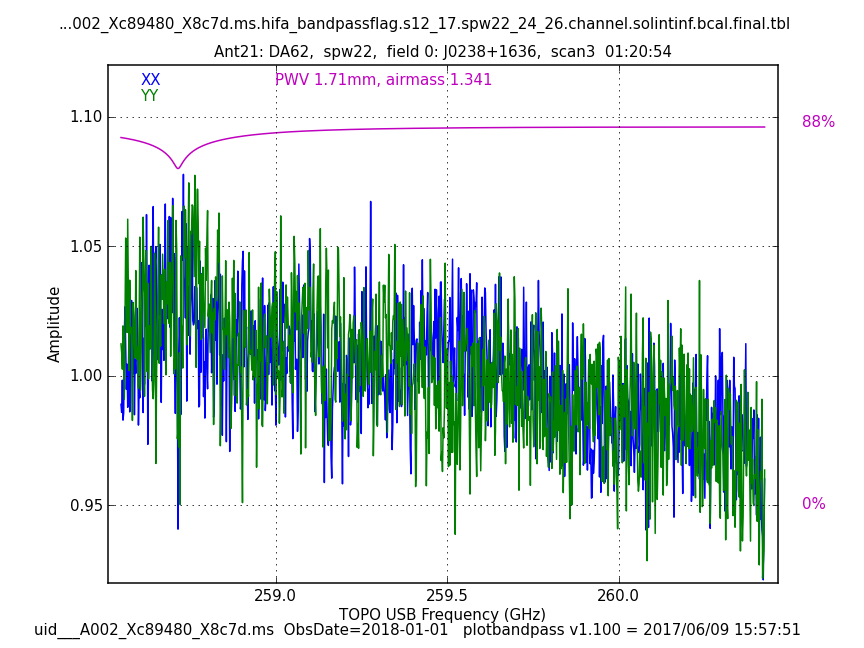 ...002_Xc89480_X8c7d.ms.hifa_bandpassflag.s12_17.spw22_24_26.channel.solintinf.bcal.final.tbl
Ant21: DA62, spw22, field 0: J0238+1636, scan3 01:20:54
XX
PWV 1.71mm, airmass 1.341
YY
1.10
88%
1.05
Amplitude
1.00
0.95
0%
259.0
259.5
260.0
TOPO USB Frequency (GHz)
uid___A002_Xc89480_X8c7d.ms ObsDate=2018-01-01 plotbandpass v1.100 = 2017/06/09 15:57:51